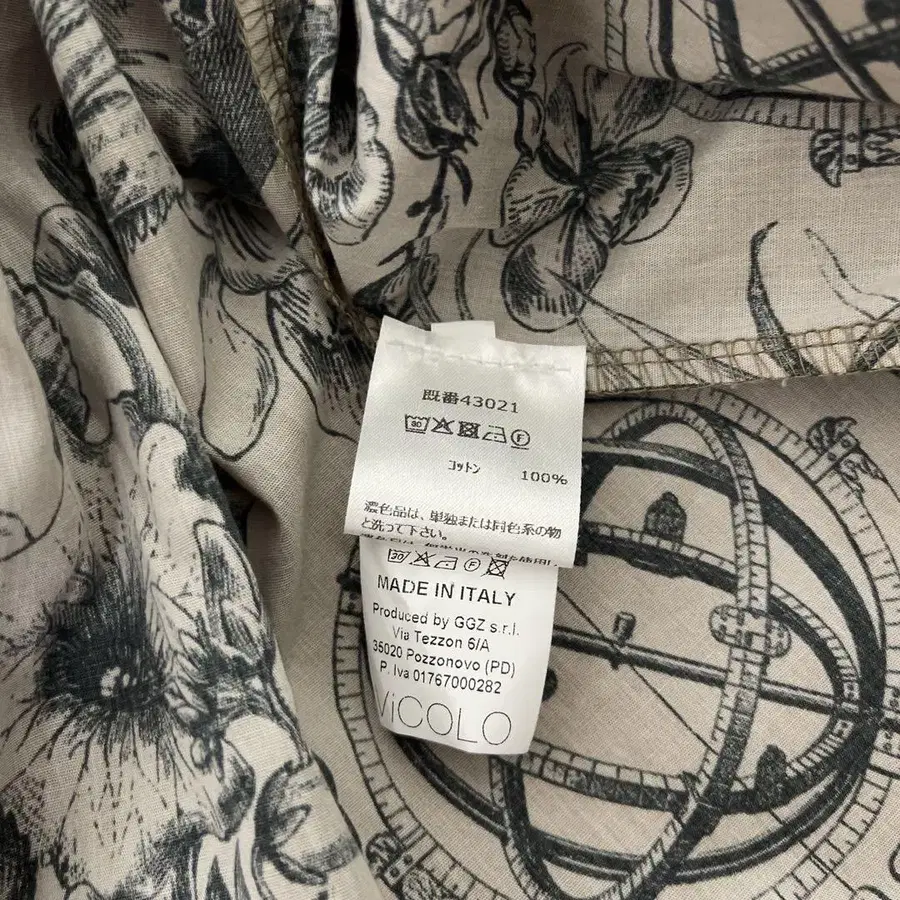 既番43021
30 F
コットン 100%
濃色品は、単独または同色系の物
と洗って下さい。
30 F
MADE IN ITALY
Produced by GGZ s.r.l.
Via Tezzon 6/A
35020 Pozzonovo (PD)
P. Iva 01767000282
ViCOLO